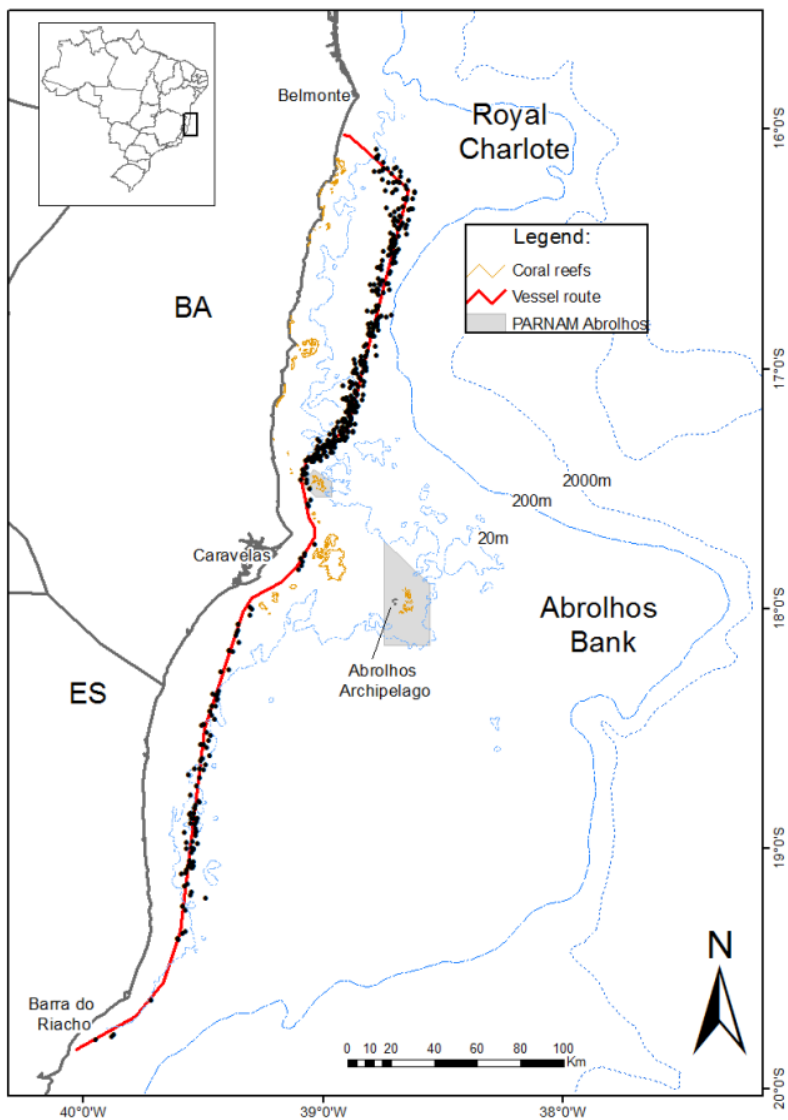 Belmonte
Royal
Charlote
16°0'S
Legend:
Coral reefs
Vessel route
PARNAM Abrolhos
BA
17°0'S
2000m
200m
20m
Caravelas
18°0'S
Abrolhos
Bank
Abrolhos
Archipelago
ES
19°0'S
N
Barra do
Riacho
0 10 20 40 60 80 100
Km
20°0'S
40°0'W
39°0'W
38°0'W